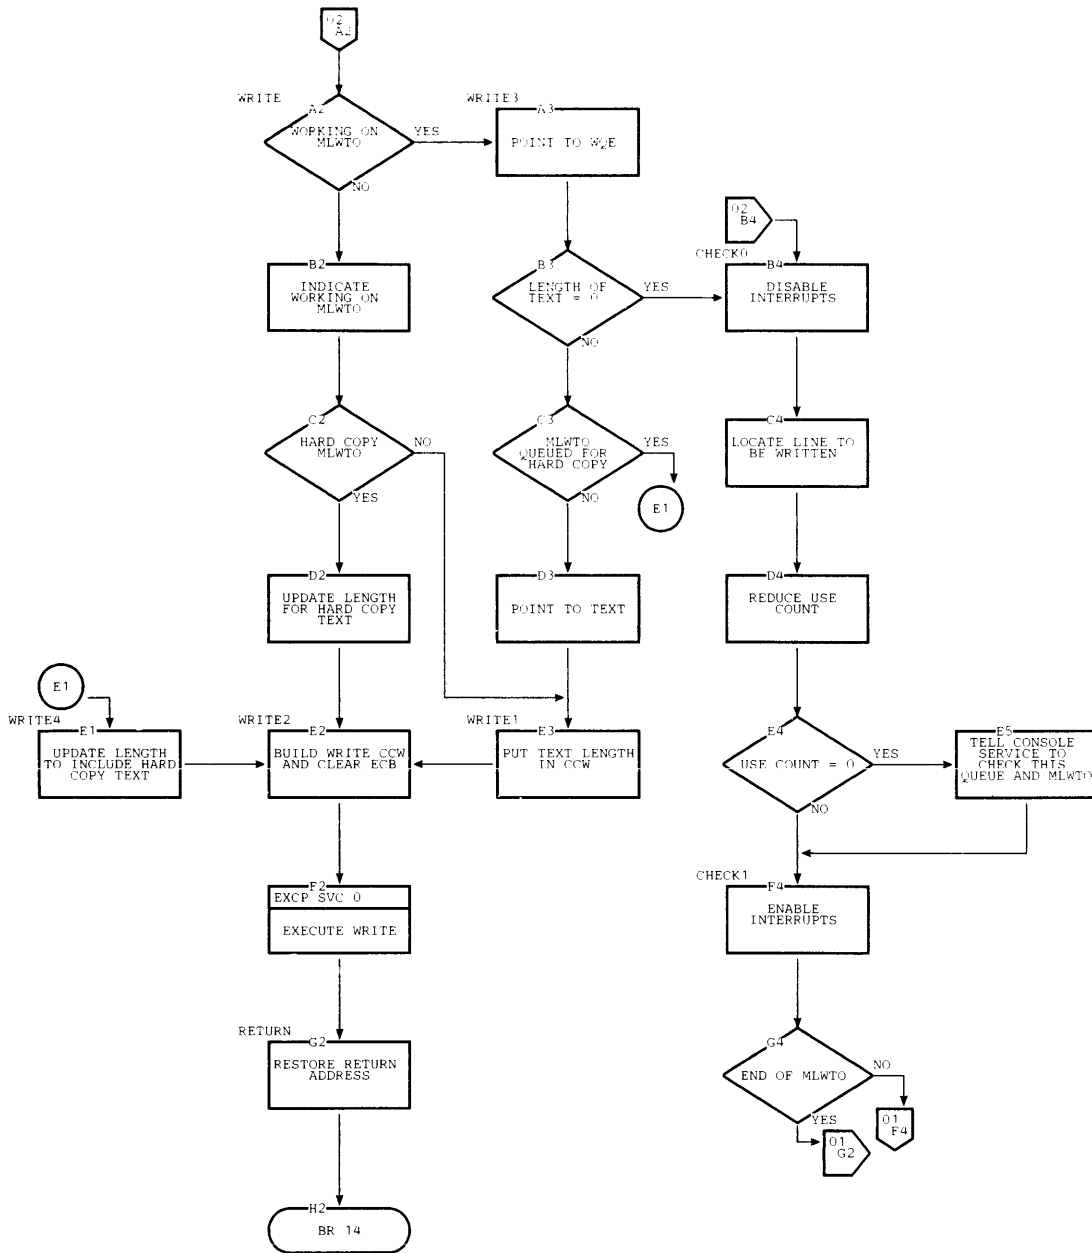 02
A2
WRITE
A2
WORKING ON
MLWTO
YES
NO
WRITE3
A3
POINT TO WQE
02
B4
CHECK0
B2
INDICATE
WORKING ON
MLWTO
B3
LENGTH OF
TEXT = 0
YES
NO
B4
DISABLE
INTERRUPTS
C2
HARD COPY
MLWTO
NO
YES
C3
MLWTO
QUEUED FOR
HARD COPY
YES
NO
E1
C4
LOCATE LINE TO
BE WRITTEN
D2
UPDATE LENGTH
FOR HARD COPY
TEXT
D3
POINT TO TEXT
D4
REDUCE USE
COUNT
E1
WRITE4
E1
UPDATE LENGTH
TO INCLUDE HARD
COPY TEXT
WRITE2
E2
BUILD WRITE CCW
AND CLEAR ECB
WRITE1
E3
PUT TEXT LENGTH
IN CCW
E4
USE COUNT = 0
YES
NO
E5
TELL CONSOLE
SERVICE TO
CHECK THIS
QUEUE AND MLWTO
F2
EXCP SVC 0
EXECUTE WRITE
CHECK1
F4
ENABLE
INTERRUPTS
RETURN
G2
RESTORE RETURN
ADDRESS
G4
END OF MLWTO
NO
YES
01
F4
01
G2
H2
BR 14